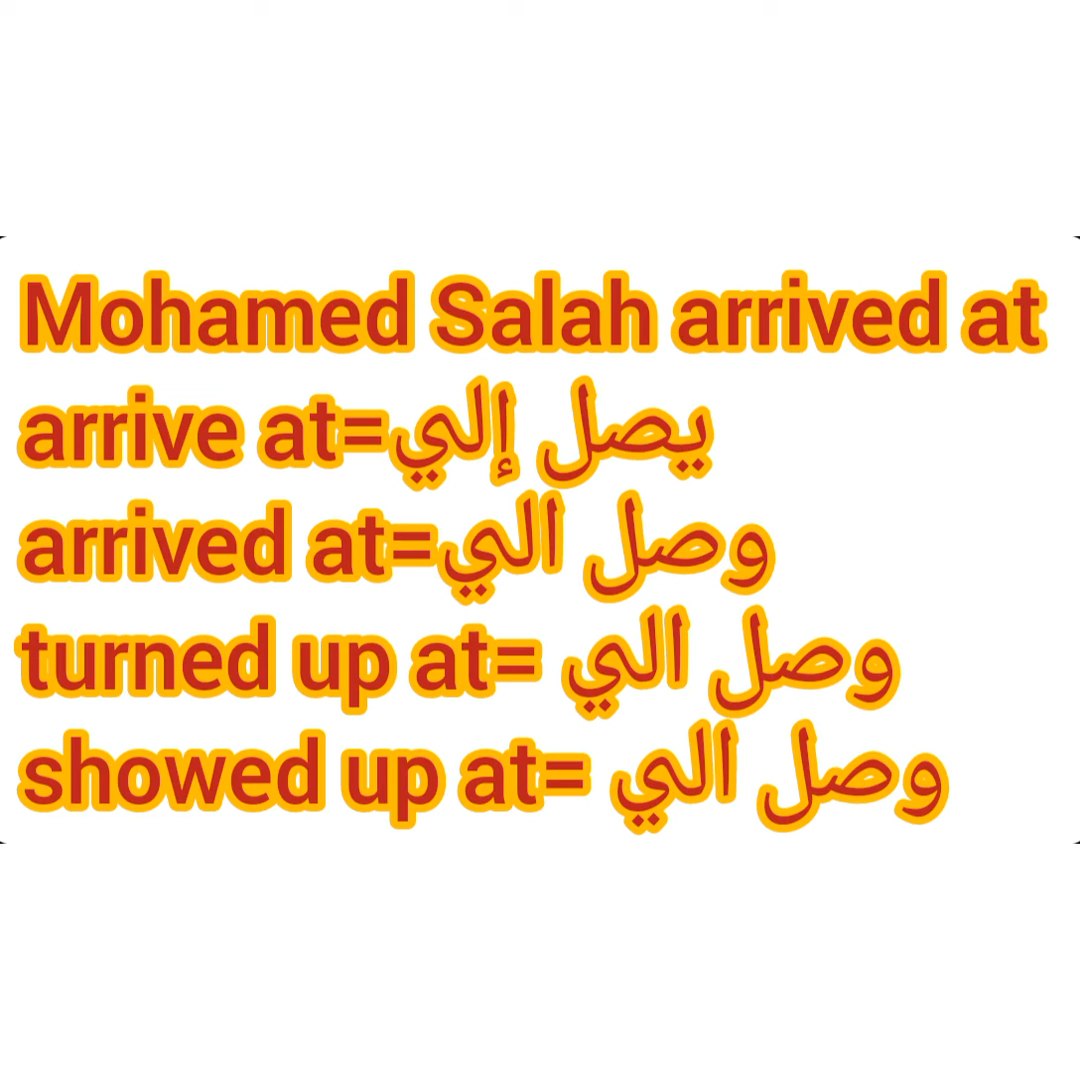 Mohamed Salah arrived at
arrive at=يصل إلي
arrived at=وصل الي
turned up at= وصل الي
showed up at= وصل الي